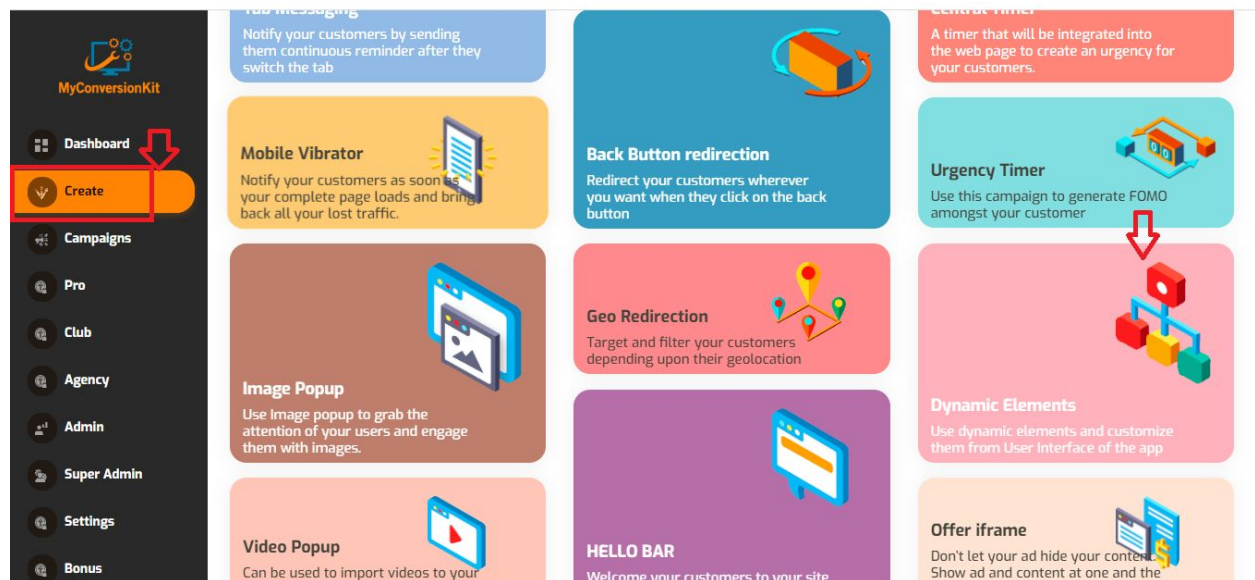 MyConversionKit
Dashboard
Create
Campaigns
Pro
Club
Agency
Admin
Super Admin
Settings
Bonus
Tab Messaging
Notify your customers by sending
them continuous reminder after they
switch the tab
Mobile Vibrator
Notify your customers as soon as
your complete page loads and bring
back all your lost traffic.
Image Popup
Use Image popup to grab the
attention of your users and engage
them with images.
Video Popup
Can be used to import videos to your
Back Button redirection
Redirect your customers wherever
you want when they click on the back
button
Geo Redirection
Target and filter your customers
depending upon their geolocation
HELLO BAR
Welcome your customers to your site
Central Timer
A timer that will be integrated into
the web page to create an urgency for
your customers.
Urgency Timer
Use this campaign to generate FOMO
amongst your customer
Dynamic Elements
Use dynamic elements and customize
them from User Interface of the app
Offer iframe
Don't let your ad hide your content.
Show ad and content at one and the